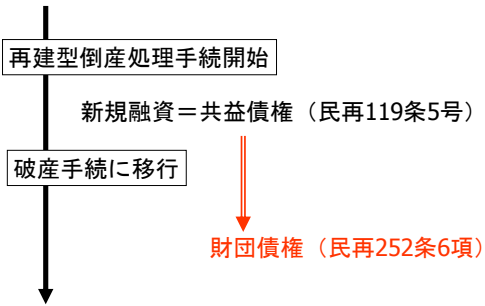 再建型倒産処理手続開始
新規融資＝共益債権（民再119条5号）
破産手続に移行
財団債権（民再252条6項）